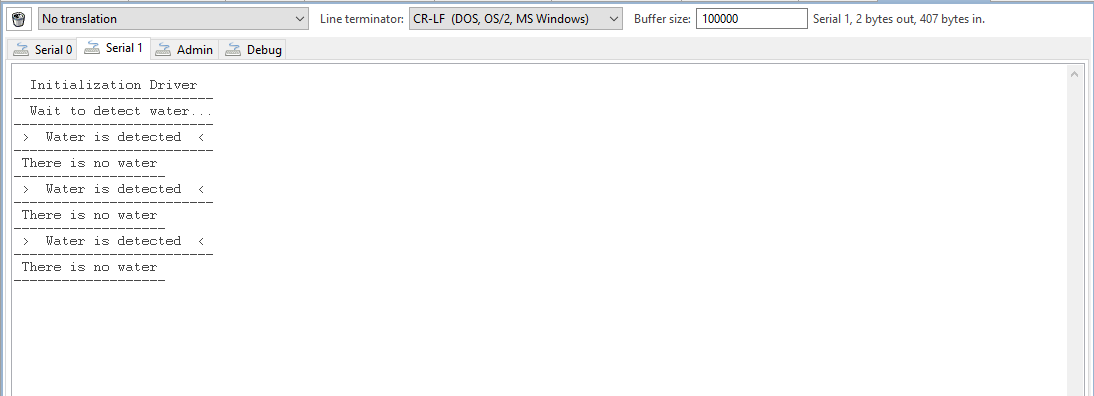 No translation Line terminator: CR-LF (DOS, OS/2, MS Windows) Buffer size: 100000 Serial 1, 2 bytes out, 407 bytes in.
Serial 0 Serial 1 Admin Debug
Initialization Driver
-------------------------
Wait to detect water...
-------------------------
> Water is detected <
-------------------------
There is no water
-------------------
> Water is detected <
-------------------------
There is no water
-------------------
> Water is detected <
-------------------------
There is no water
-------------------